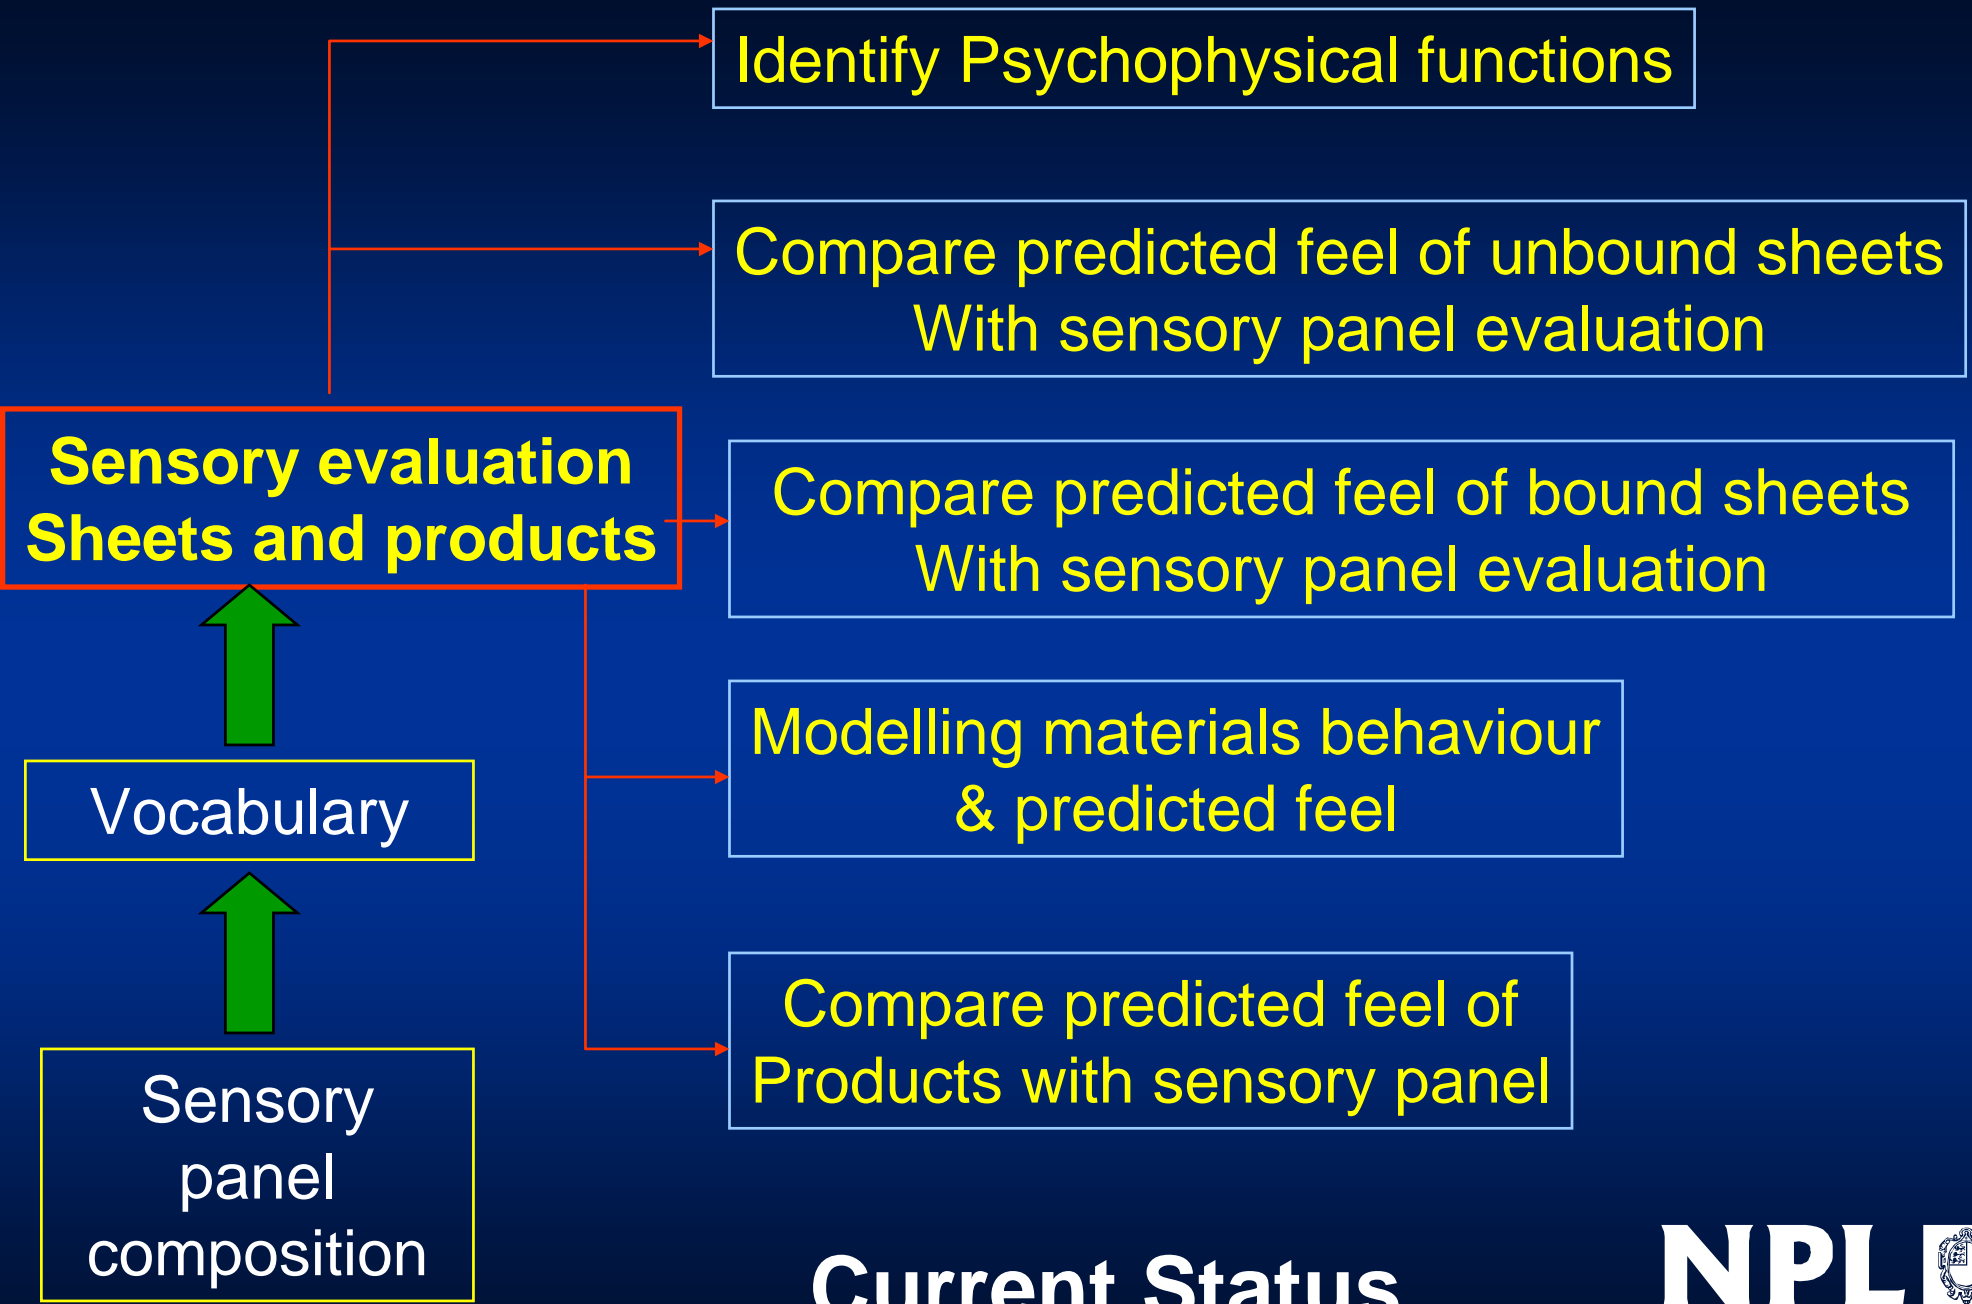 Identify Psychophysical functions
Compare predicted feel of unbound sheets
With sensory panel evaluation
Sensory evaluation
Sheets and products
Compare predicted feel of bound sheets
With sensory panel evaluation
Vocabulary
Modelling materials behaviour
& predicted feel
Sensory
panel
composition
Compare predicted feel of
Products with sensory panel
Current Status
NPL